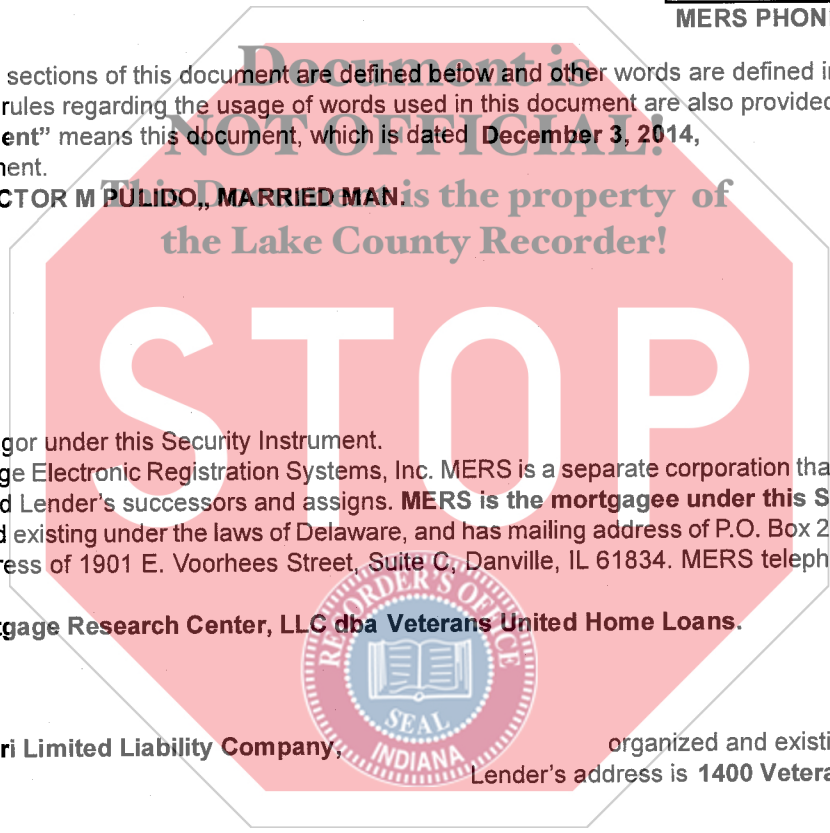 MERS PHON
Document is
sections of this document are defined below and other words are defined i
rules regarding the usage of words used in this document are also provided
ent” means this document, which is dated December 3, 2014,
NOT OFFICIAL!
ent.
This Document is the property of
CTOR M PULIDO,, MARRIED MAN.
the Lake County Recorder!
STOP
gor under this Security Instrument.
ge Electronic Registration Systems, Inc. MERS is a separate corporation tha
d Lender’s successors and assigns. MERS is the mortgagee under this S
d existing under the laws of Delaware, and has mailing address of P.O. Box 2
ress of 1901 E. Voorhees Street, Suite C, Danville, IL 61834. MERS teleph
RECORDER'S OFFICE
tgage Research Center, LLC dba Veterans United Home Loans.
SEAL
INDIANA
ri Limited Liability Company, organized and existi
Lender’s address is 1400 Vetera